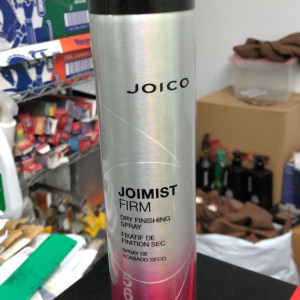 JOICO
JOIMIST
FIRM
DRY FINISHING
SPRAY
FIXATIF DE
FINITION SEC
SPRAY DE
ACABADO SECO